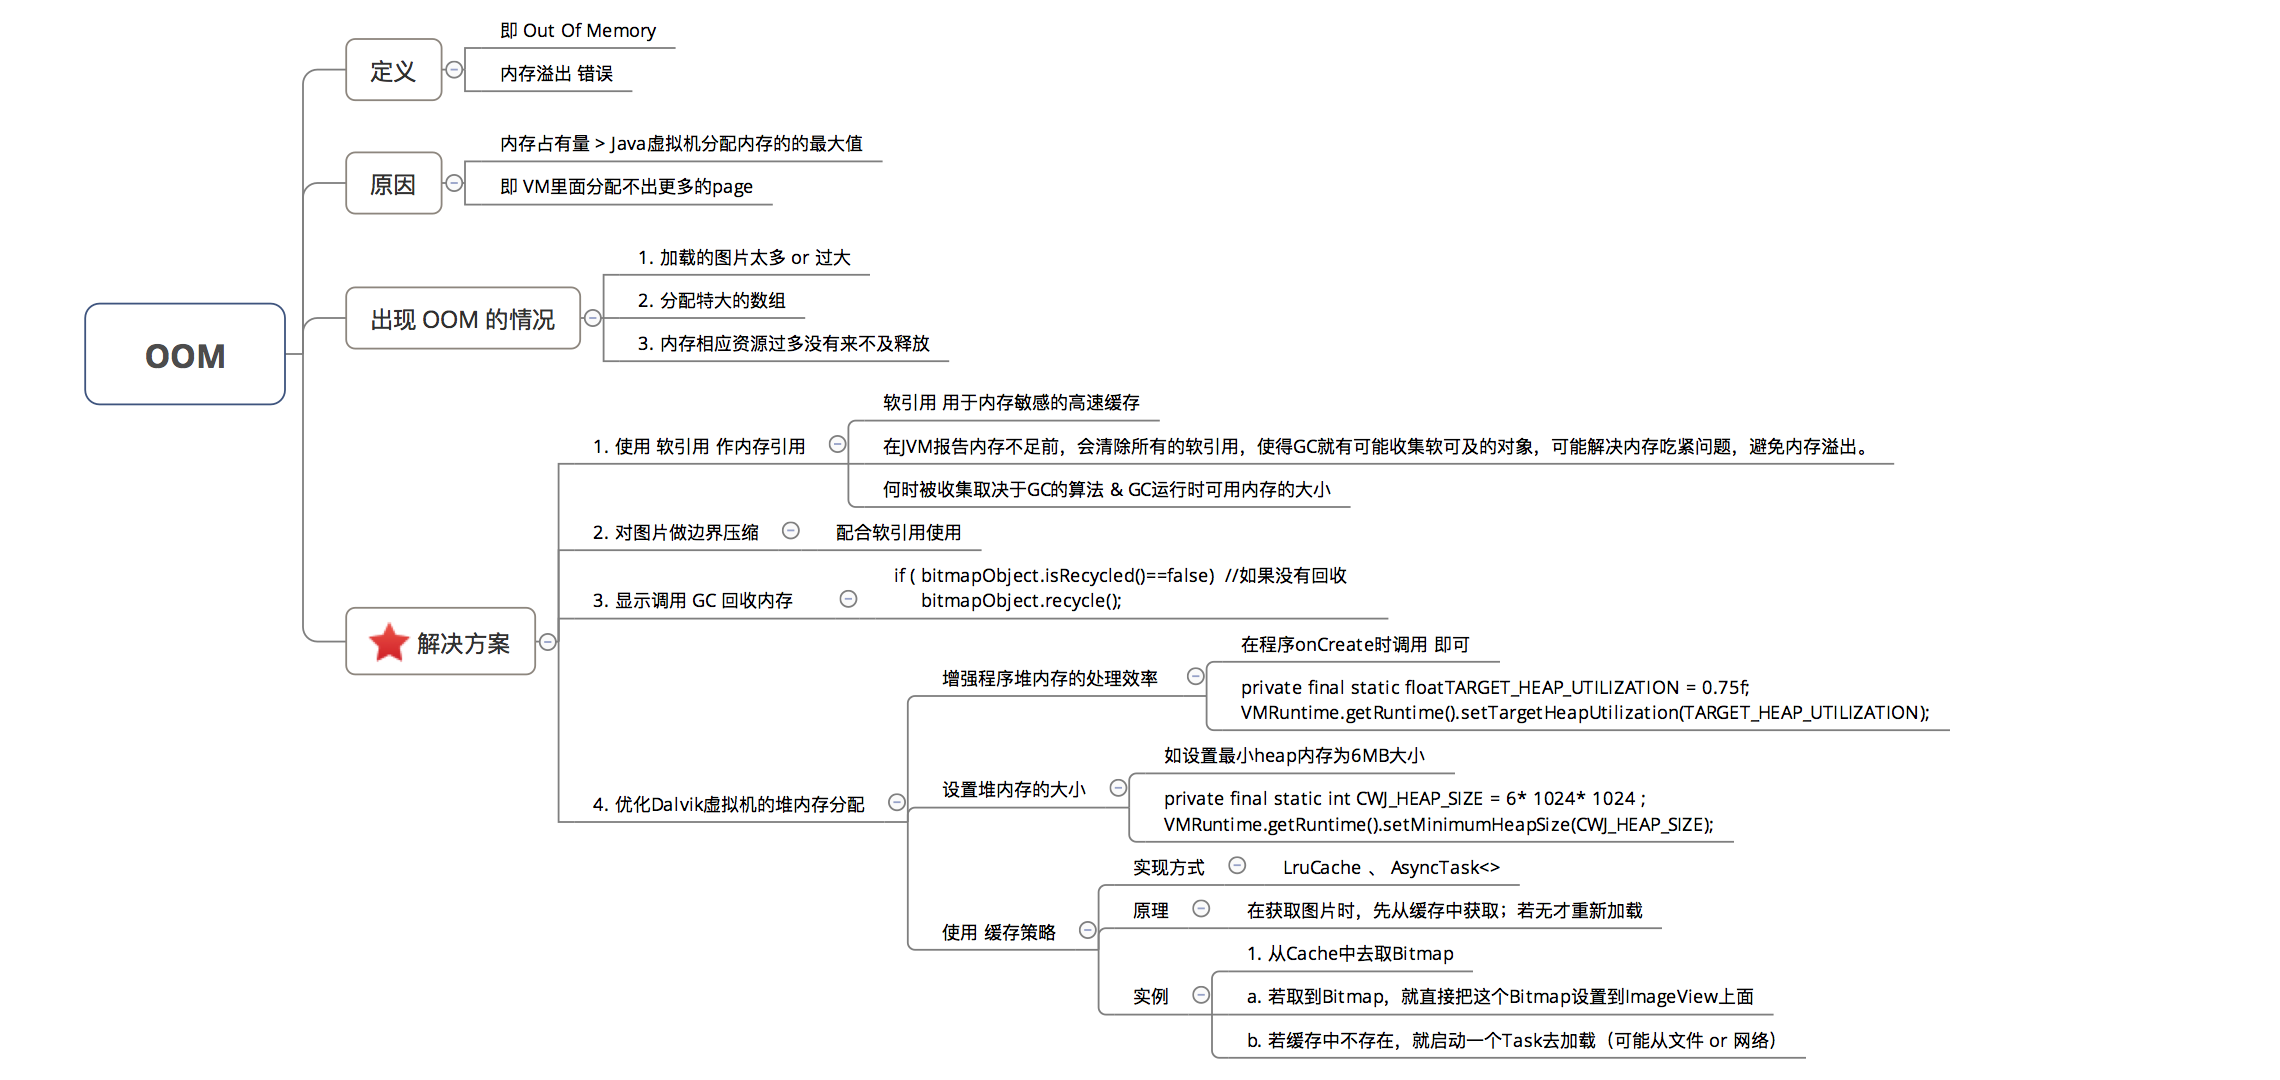 OOM
定义
即 Out Of Memory
内存溢出 错误
原因
内存占有量 > Java虚拟机分配内存的的最大值
即 VM里面分配不出更多的page
出现 OOM 的情况
1. 加载的图片太多 or 过大
2. 分配特大的数组
3. 内存相应资源过多没有来不及释放
解决方案
1. 使用 软引用 作内存引用
软引用 用于内存敏感的高速缓存
在JVM报告内存不足前，会清除所有的软引用，使得GC就有可能收集软可及的对象，可能解决内存吃紧问题，避免内存溢出。
何时被收集取决于GC的算法 & GC运行时可用内存的大小
2. 对图片做边界压缩
配合软引用使用
3. 显示调用 GC 回收内存
if ( bitmapObject.isRecycled()==false)  //如果没有回收
bitmapObject.recycle();
4. 优化Dalvik虚拟机的堆内存分配
增强程序堆内存的处理效率
在程序onCreate时调用 即可
private final static floatTARGET_HEAP_UTILIZATION = 0.75f;
VMRuntime.getRuntime().setTargetHeapUtilization(TARGET_HEAP_UTILIZATION);
设置堆内存的大小
如设置最小heap内存为6MB大小
private final static int CWJ_HEAP_SIZE = 6* 1024* 1024 ;
VMRuntime.getRuntime().setMinimumHeapSize(CWJ_HEAP_SIZE);
使用 缓存策略
实现方式
LruCache 、 AsyncTask<>
原理
在获取图片时，先从缓存中获取；若无才重新加载
实例
1. 从Cache中去取Bitmap
a. 若取到Bitmap，就直接把这个Bitmap设置到ImageView上面
b. 若缓存中不存在，就启动一个Task去加载（可能从文件 or 网络）